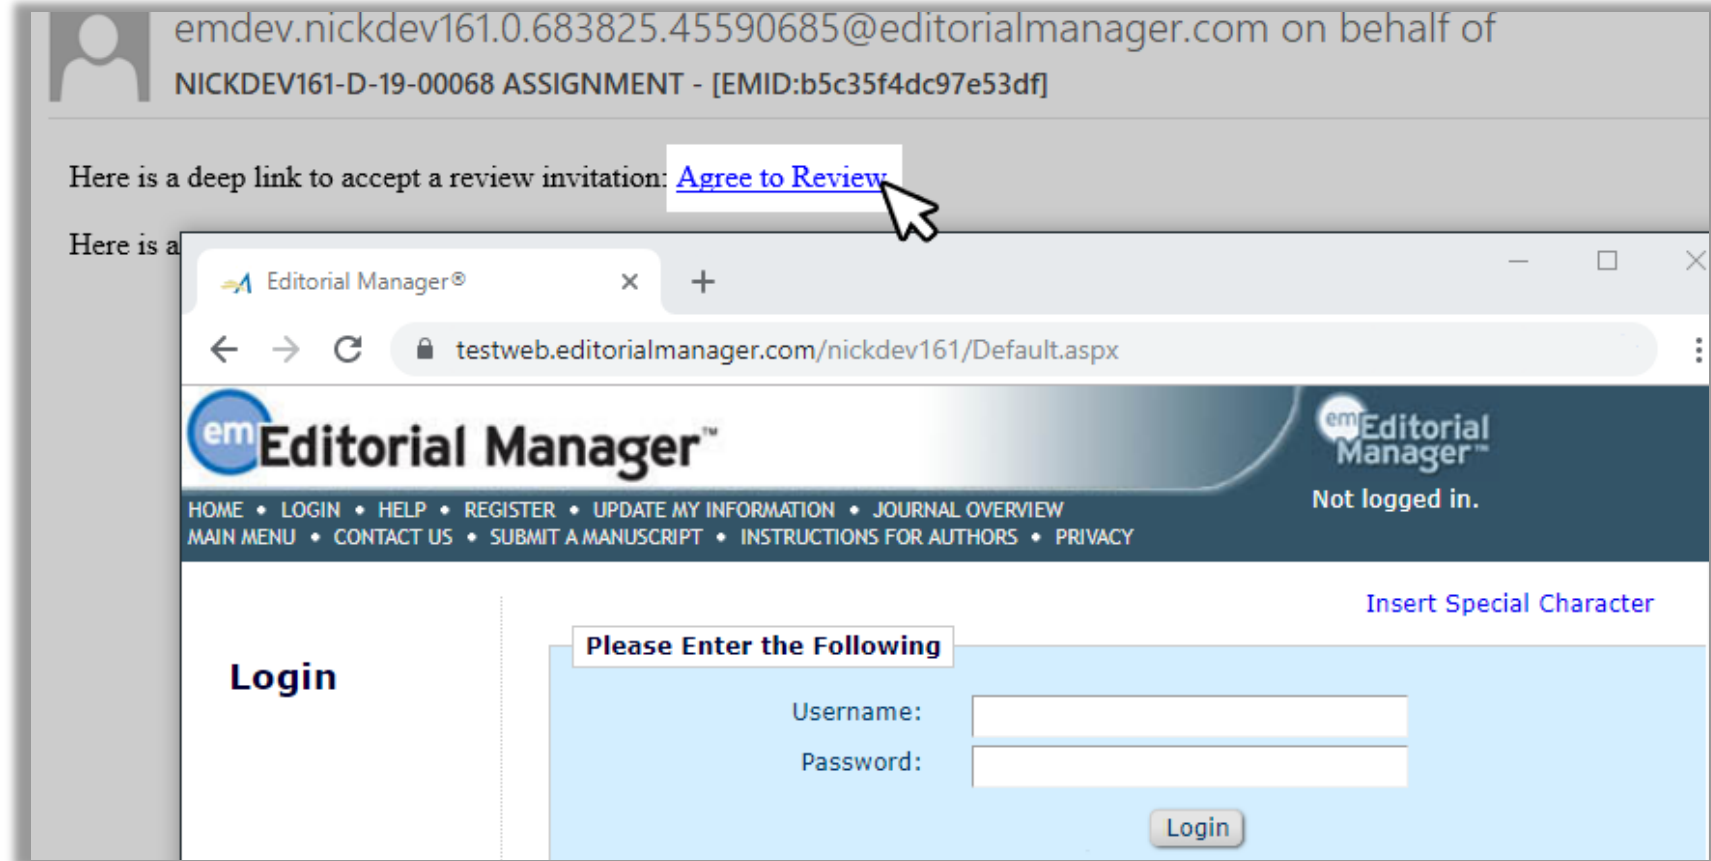 emdev.nickdev161.0.683825.45590685@editorialmanager.com on behalf of
NICKDEV161-D-19-00068 ASSIGNMENT - [EMID:b5c35f4dc97e53df]
Here is a deep link to accept a review invitation: Agree to Review
Here is a
Editorial Manager®
testweb.editorialmanager.com/nickdev161/Default.aspx
em Editorial Manager™
em Editorial
Manager™
Not logged in.
HOME • LOGIN • HELP • REGISTER • UPDATE MY INFORMATION • JOURNAL OVERVIEW
MAIN MENU • CONTACT US • SUBMIT A MANUSCRIPT • INSTRUCTIONS FOR AUTHORS • PRIVACY
Insert Special Character
Login
Please Enter the Following
Username:
Password:
Login